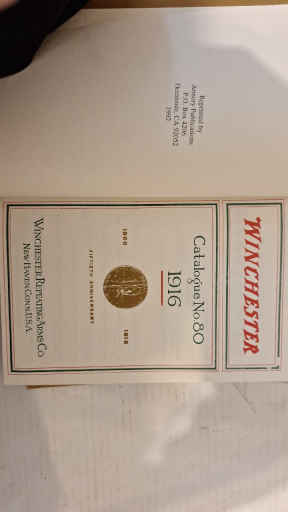 Reprinted by
Armory Publications
P.O. Box 4206
Oceanside, CA 92052
1992
WINCHESTER
Catalogue No. 80
1916
1866
1916
FIFTIETH ANNIVERSARY
WINCHESTER REPEATING ARMS CO.
NEW HAVEN, CONN. U.S.A.